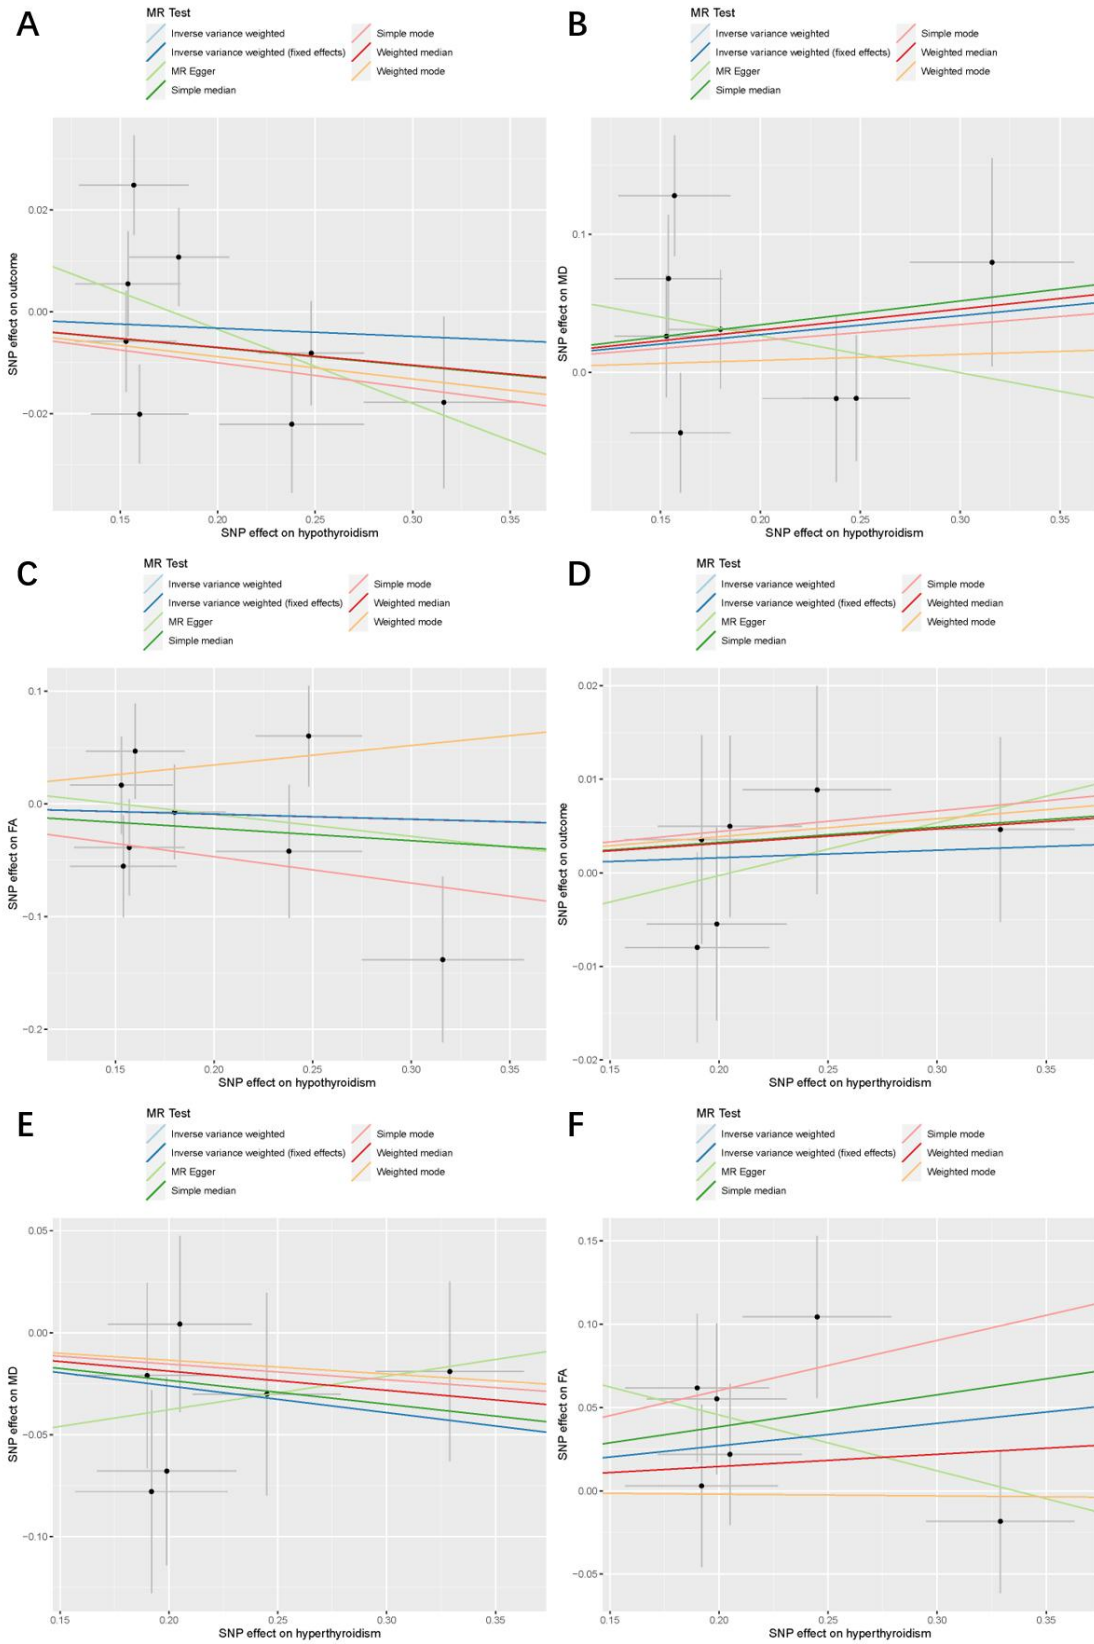 A
MR Test
Inverse variance weighted
Simple mode
Inverse variance weighted (fixed effects)
Weighted median
MR Egger
Weighted mode
Simple median
0.02
0.00
−0.02
SNP effect on outcome
0.15 0.20 0.25 0.30 0.35
SNP effect on hypothyroidism
B
MR Test
Inverse variance weighted
Simple mode
Inverse variance weighted (fixed effects)
Weighted median
MR Egger
Weighted mode
Simple median
0.1
0.0
SNP effect on MD
0.15 0.20 0.25 0.30 0.35
SNP effect on hypothyroidism
C
MR Test
Inverse variance weighted
Simple mode
Inverse variance weighted (fixed effects)
Weighted median
MR Egger
Weighted mode
Simple median
0.1
0.0
−0.1
−0.2
SNP effect on FA
0.15 0.20 0.25 0.30 0.35
SNP effect on hypothyroidism
D
MR Test
Inverse variance weighted
Simple mode
Inverse variance weighted (fixed effects)
Weighted median
MR Egger
Weighted mode
Simple median
0.02
0.01
0.00
−0.01
−0.02
SNP effect on outcome
0.15 0.20 0.25 0.30 0.35
SNP effect on hyperthyroidism
E
MR Test
Inverse variance weighted
Simple mode
Inverse variance weighted (fixed effects)
Weighted median
MR Egger
Weighted mode
Simple median
0.05
0.00
−0.05
−0.10
SNP effect on MD
0.15 0.20 0.25 0.30 0.35
SNP effect on hyperthyroidism
F
MR Test
Inverse variance weighted
Simple mode
Inverse variance weighted (fixed effects)
Weighted median
MR Egger
Weighted mode
Simple median
0.15
0.10
0.05
0.00
−0.05
SNP effect on FA
0.15 0.20 0.25 0.30 0.35
SNP effect on hyperthyroidism